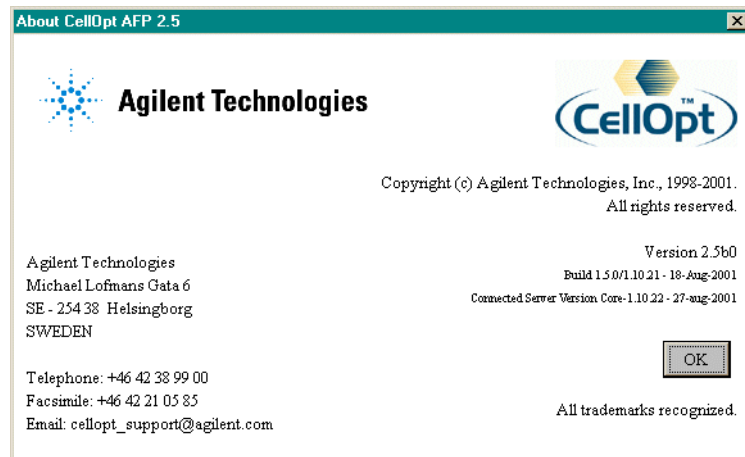 About CellOpt AFP 2.5
Agilent Technologies
CellOpt™
Copyright (c) Agilent Technologies, Inc., 1998-2001.
All rights reserved.
Version 2.5b0
Build 1.5.0/1.10.21 - 18-Aug-2001
Connected Server Version Core-1.10.22 - 27-aug-2001
Agilent Technologies
Michael Lofmans Gata 6
SE - 254 38 Helsingborg
SWEDEN
Telephone: +46 42 38 99 00
Facsimile: +46 42 21 05 85
Email: cellopt_support@agilent.com
OK
All trademarks recognized.